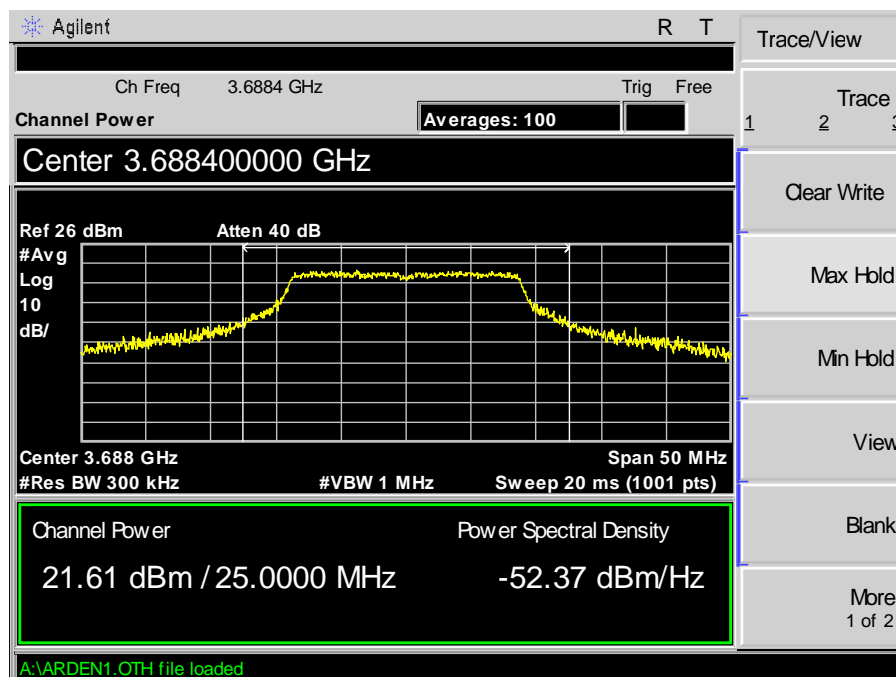 Agilent R T
Ch Freq 3.6884 GHz Trig Free
Channel Power Averages: 100
Center 3.688400000 GHz
Ref 26 dBm Atten 40 dB
#Avg
Log
10
dB/
Center 3.688 GHz Span 50 MHz
#Res BW 300 kHz #VBW 1 MHz Sweep 20 ms (1001 pts)
Channel Power Power Spectral Density
21.61 dBm / 25.0000 MHz -52.37 dBm/Hz
A:\ARDEN1.OTH file loaded
Trace/View
Trace
1 2 3
Clear Write
Max Hold
Min Hold
View
Blank
More
1 of 2